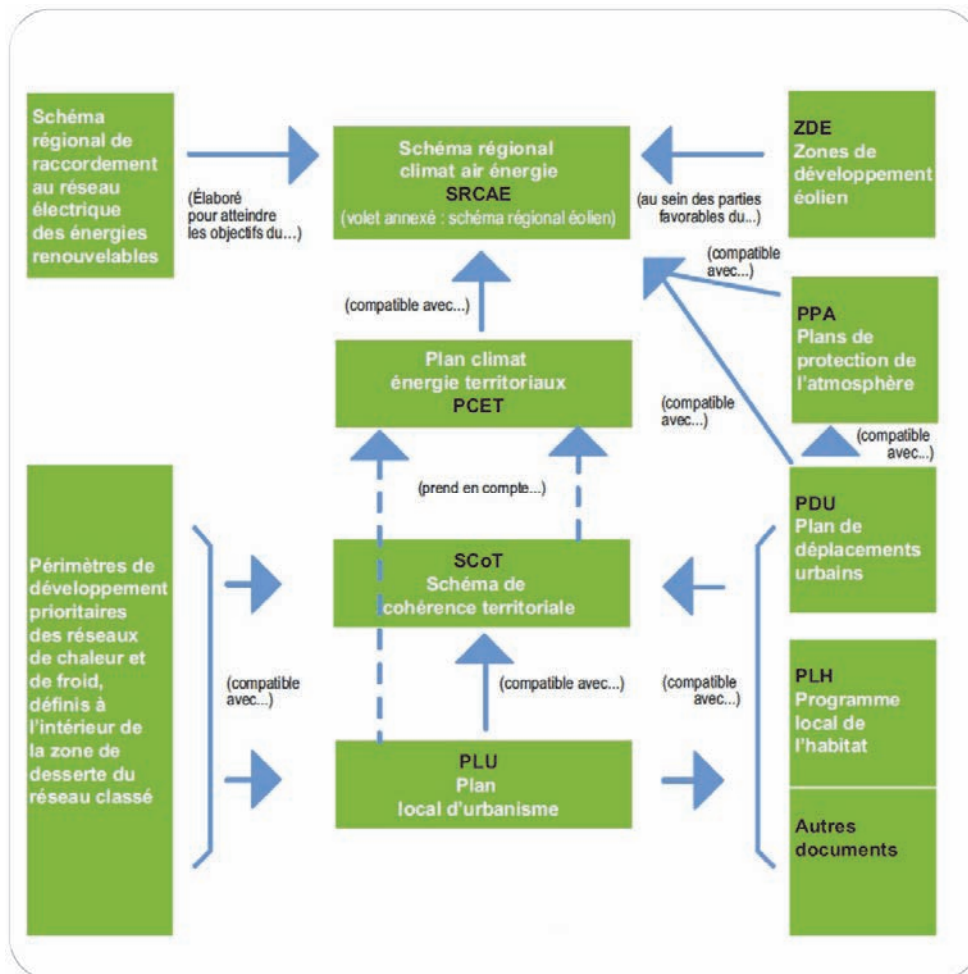 Schéma
régional de
raccordement
au réseau
électrique
des énergies
renouvelables
(Élaboré
pour atteindre
les objectifs du...)
Schéma régional
climat air énergie
SRCAE
(volet annexé : schéma régional éolien)
(au sein des parties
favorables du...)
ZDE
Zones de
développement
éolien
(compatible
avec...)
(compatible avec...)
PPA
Plans de
protection de
l'atmosphère
Plan climat
énergie territoriaux
PCET
(compatible
avec...)
(compatible
avec...)
(prend en compte...)
PDU
Plan de
déplacements
urbains
Périmètres de
développement
prioritaires
des réseaux
de chaleur et
de froid,
définis à
l'intérieur de
la zone de
desserte du
réseau classé
SCoT
Schéma de
cohérence territoriale
(compatible
avec...)
(compatible avec...)
(compatible
avec...)
PLH
Programme
local de
l'habitat
PLU
Plan
local d'urbanisme
Autres
documents